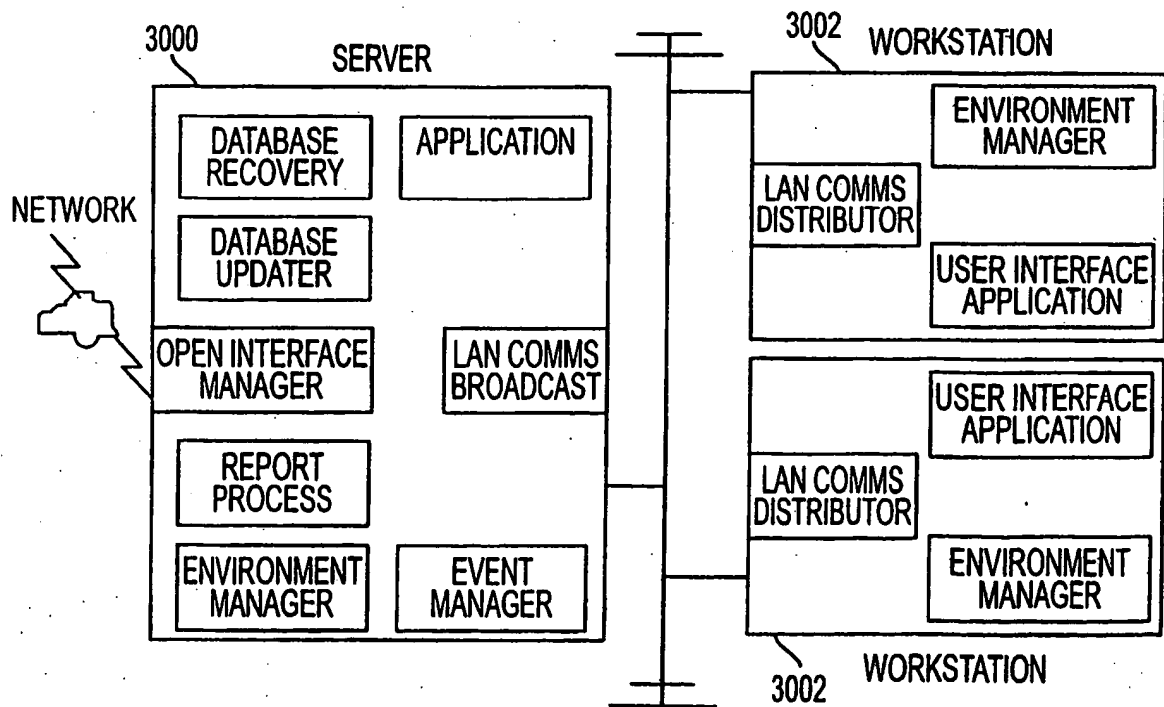 3000
SERVER
DATABASE
RECOVERY
APPLICATION
NETWORK
DATABASE
UPDATER
OPEN INTERFACE
MANAGER
LAN COMMS
BROADCAST
REPORT
PROCESS
ENVIRONMENT
MANAGER
EVENT
MANAGER
3002
WORKSTATION
ENVIRONMENT
MANAGER
LAN COMMS
DISTRIBUTOR
USER INTERFACE
APPLICATION
USER INTERFACE
APPLICATION
LAN COMMS
DISTRIBUTOR
ENVIRONMENT
MANAGER
3002
WORKSTATION